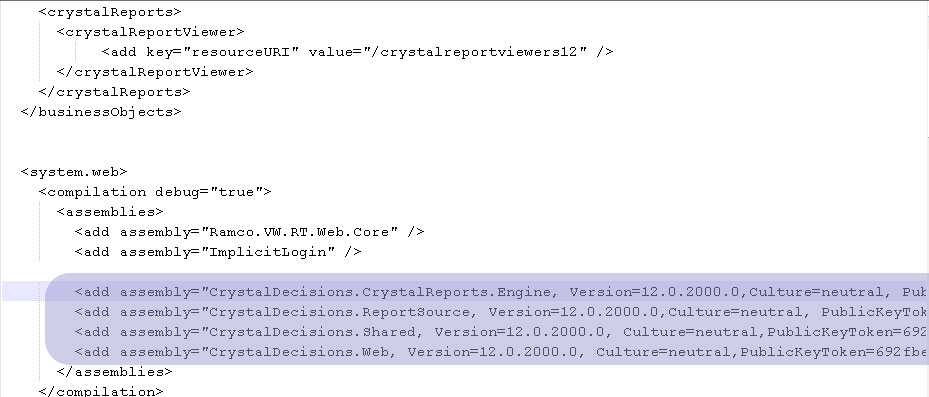 <crystalReports>
<crystalReportViewer>
<add key="resourceURI" value="/crystalreportviewers12" />
</crystalReportViewer>
</crystalReports>
</businessObjects>
<system.web>
<compilation debug="true">
<assemblies>
<add assembly="Ramco.VW.RT.Web.Core" />
<add assembly="ImplicitLogin" />
<add assembly="CrystalDecisions.CrystalReports.Engine, Version=12.0.2000.0,Culture=neutral, Pub
<add assembly="CrystalDecisions.ReportSource, Version=12.0.2000.0,Culture=neutral, PublicKeyTok
<add assembly="CrystalDecisions.Shared, Version=12.0.2000.0, Culture=neutral,PublicKeyToken=692
<add assembly="CrystalDecisions.Web, Version=12.0.2000.0, Culture=neutral,PublicKeyToken=692fbe
</assemblies>
</compilation>